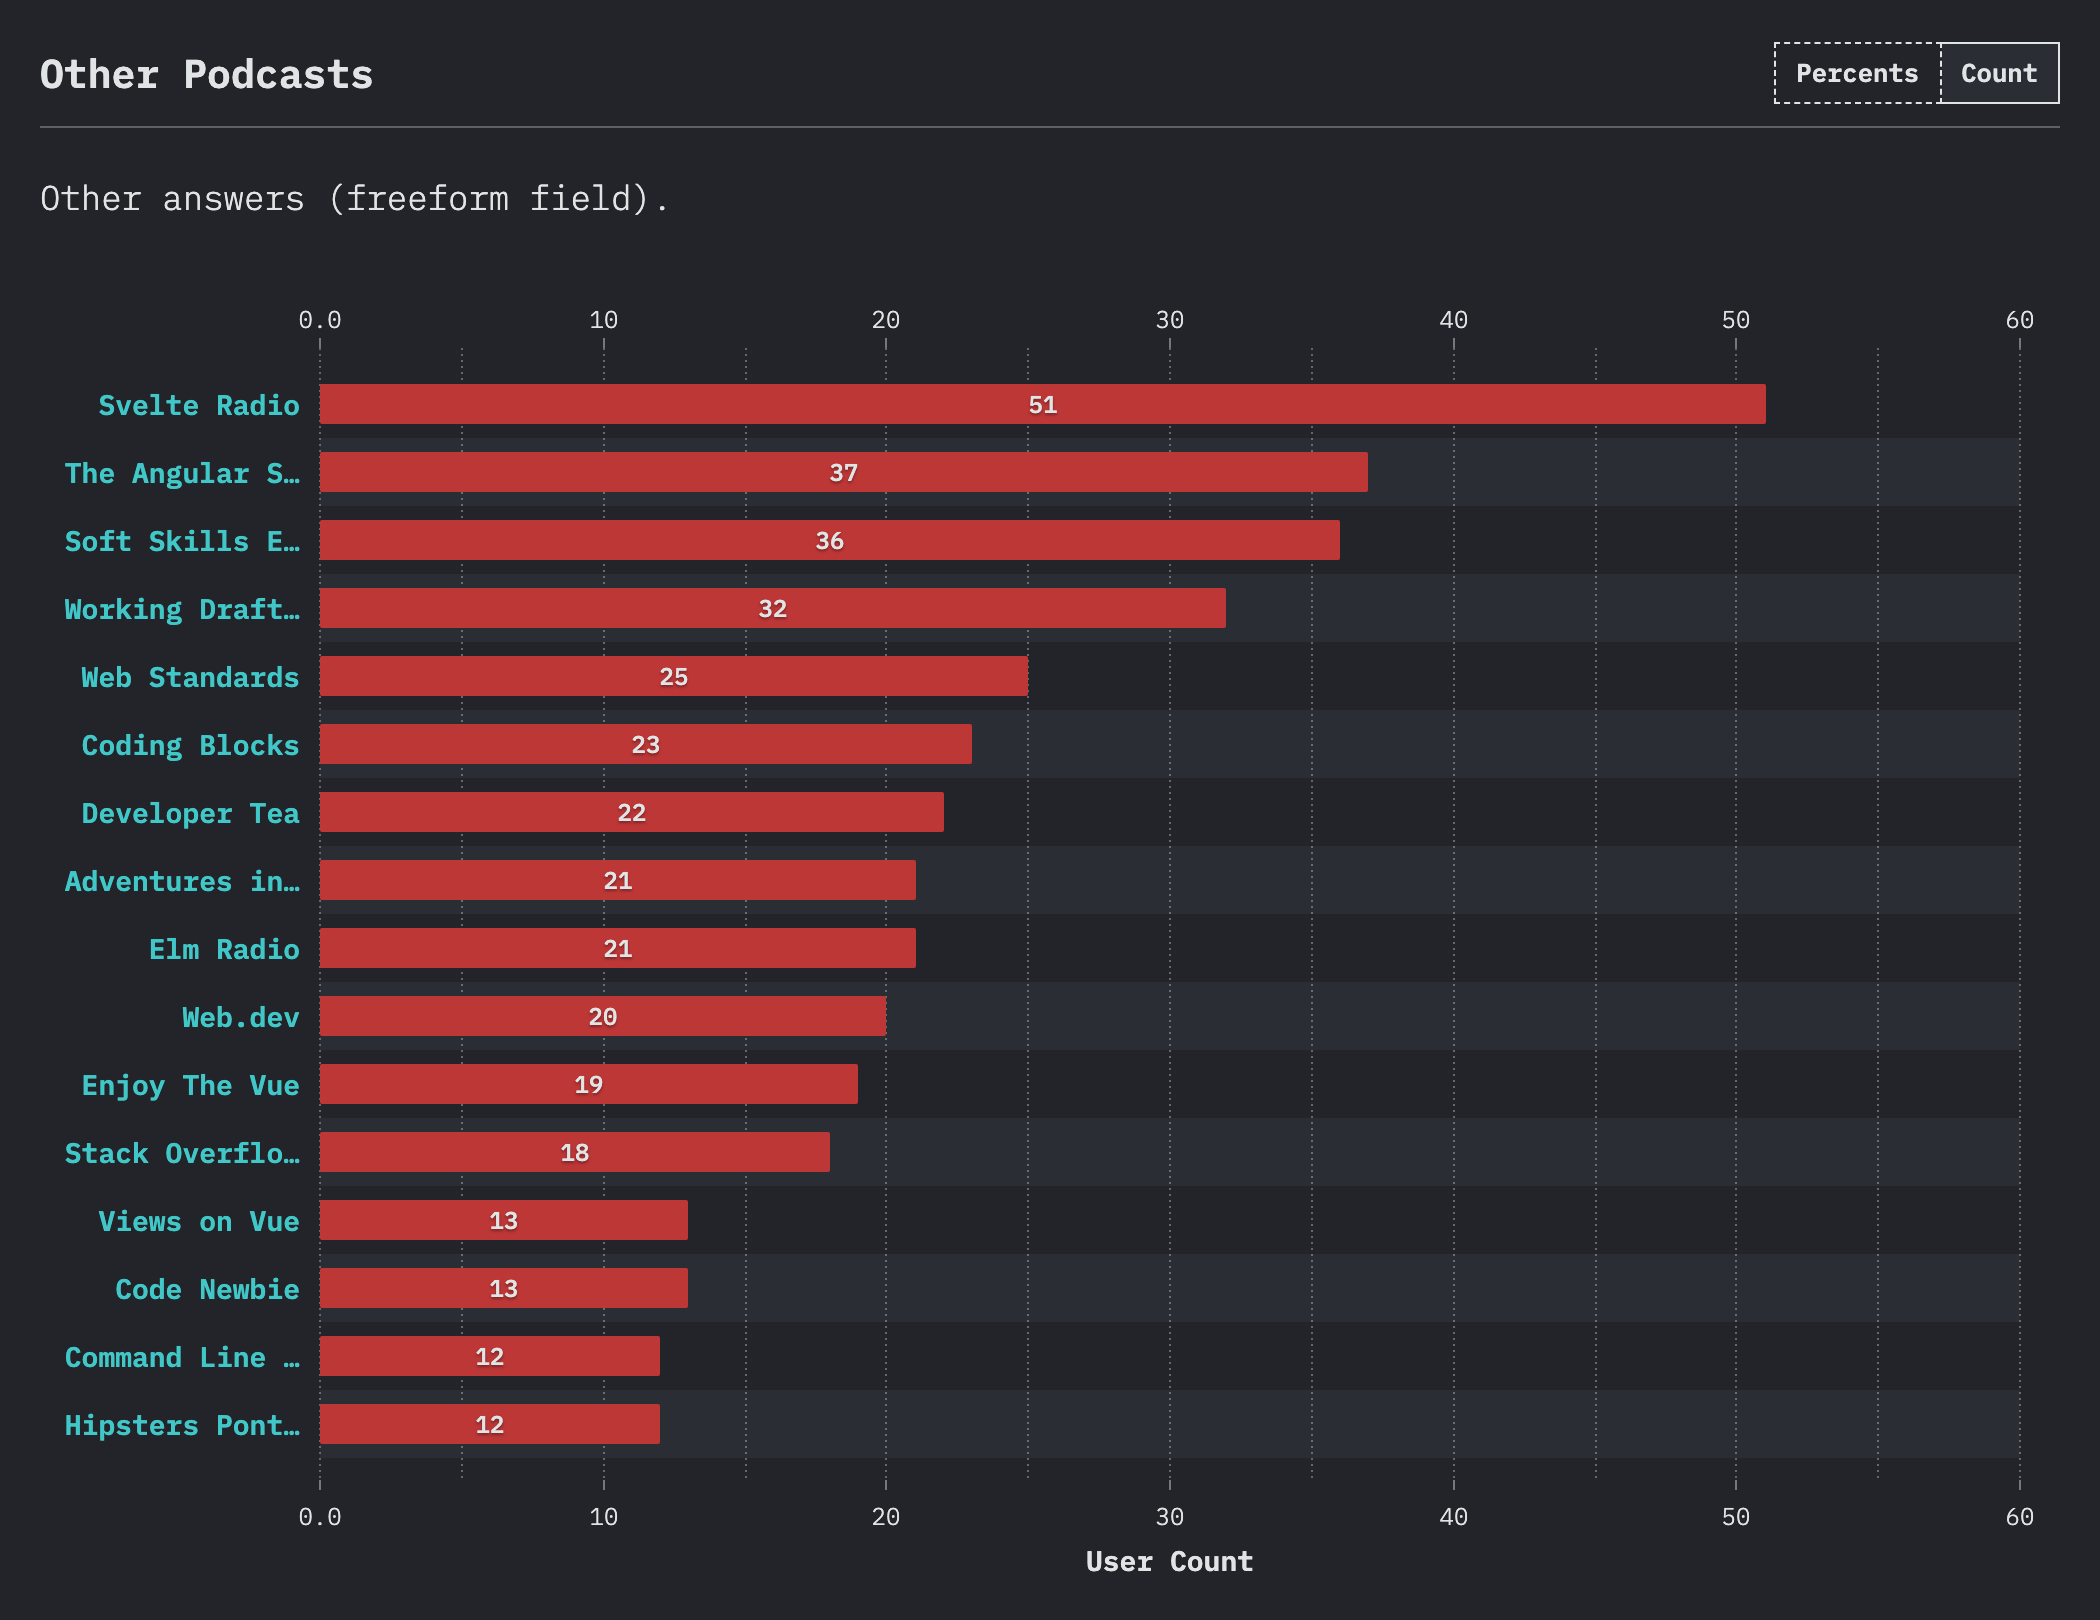 Other Podcasts
Percents Count
Other answers (freeform field).
0.0 10 20 30 40 50 60
Svelte Radio 51
The Angular S… 37
Soft Skills E… 36
Working Draft… 32
Web Standards 25
Coding Blocks 23
Developer Tea 22
Adventures in… 21
Elm Radio 21
Web.dev 20
Enjoy The Vue 19
Stack Overflo… 18
Views on Vue 13
Code Newbie 13
Command Line … 12
Hipsters Pont… 12
0.0 10 20 30 40 50 60
User Count